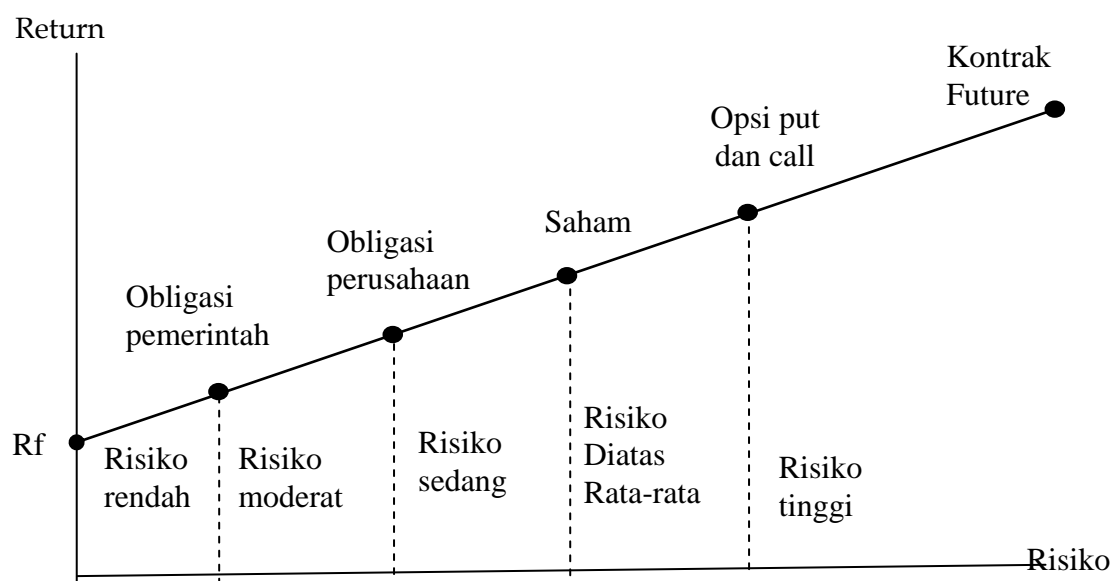 Return
Kontrak
Future
Opsi put
dan call
Saham
Obligasi
perusahaan
Obligasi
pemerintah
Rf
Risiko
rendah
Risiko
moderat
Risiko
sedang
Risiko
Diatas
Rata-rata
Risiko
tinggi
Risiko